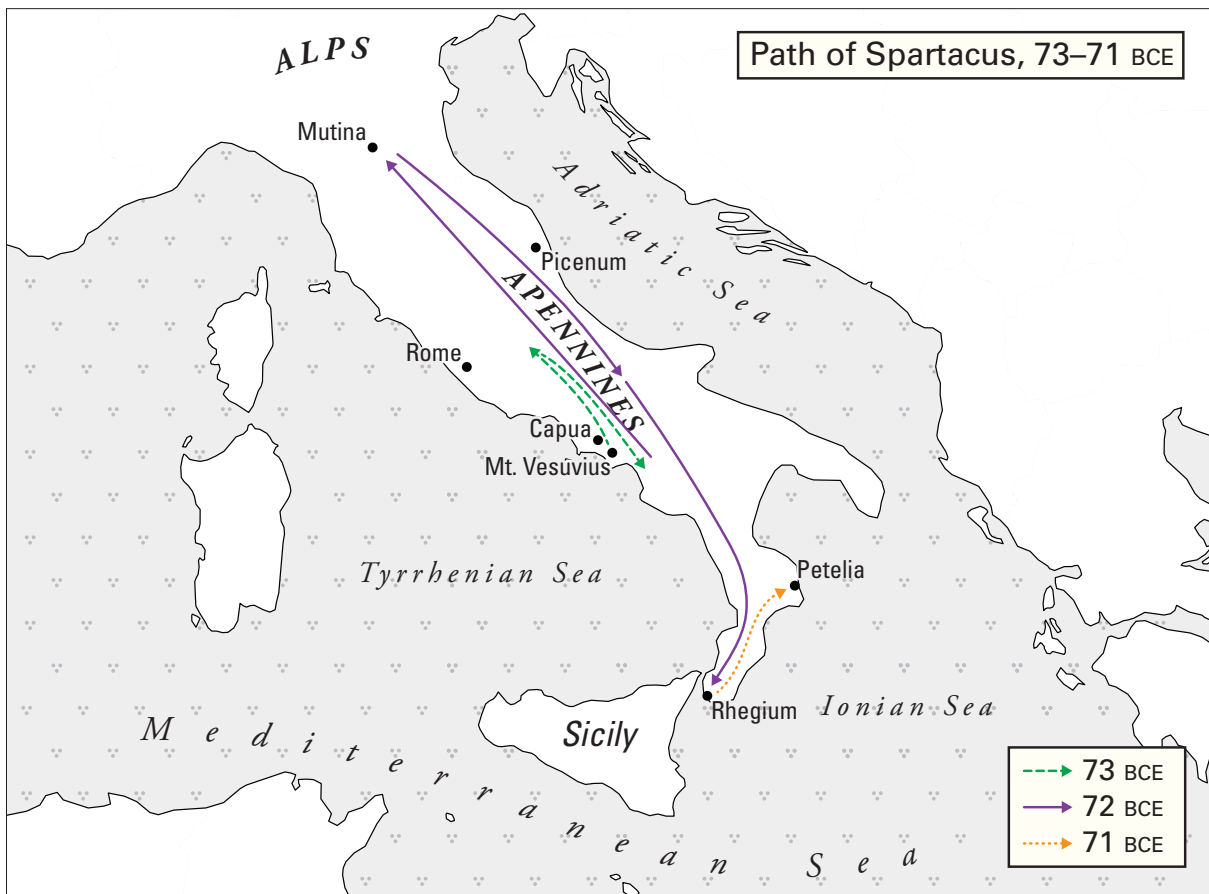 Path of Spartacus, 73–71 BCE
ALPS
Mutina
Adriatic Sea
Picenum
APENNINES
Rome
Capua
Mt. Vesuvius
Tyrrhenian Sea
Petelia
Rhegium
Ionian Sea
Sicily
Mediterranean Sea
73 BCE
72 BCE
71 BCE